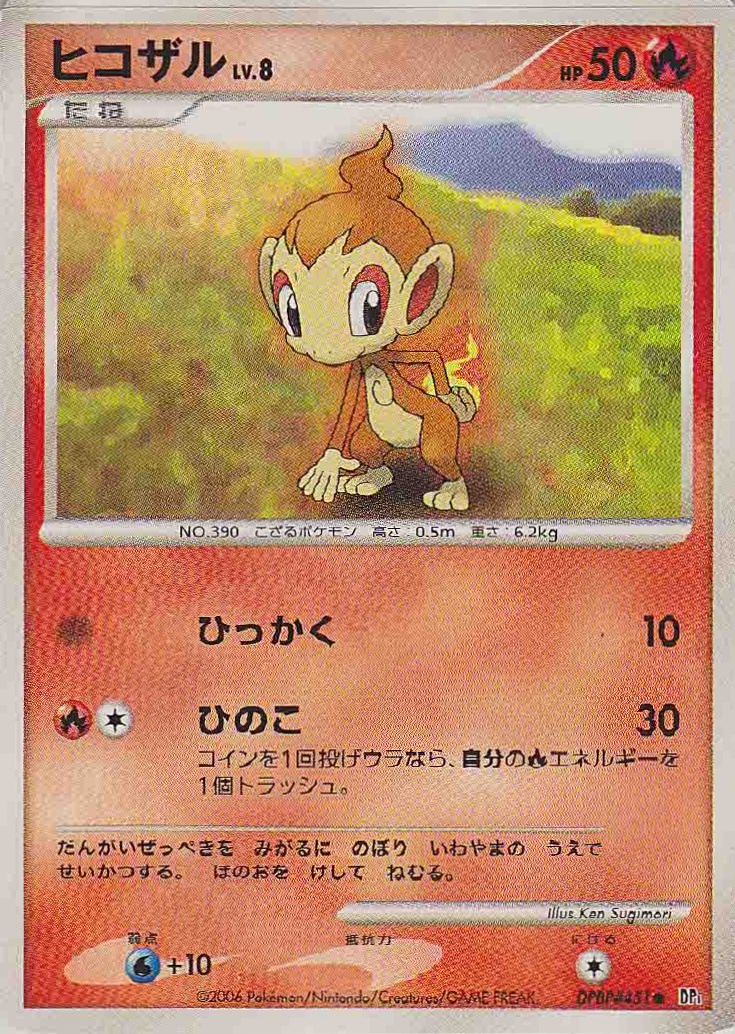 ヒコザル LV.8 HP 50
たね
NO.390 こざるポケモン 高さ : 0.5m 重さ : 6.2kg
ひっかく 10
ひのこ 30
コインを1回投げウラなら、自分のエネルギーを
1個トラッシュ。
だんがいぜっぺきを みがるに のぼり いわやまの うえで
せいかつする。 ほのおを けして ねむる。
Illus. Ken Sugimori
弱点 抵抗力 にげる
+10
©2006 Pokémon/Nintendo/Creatures/GAME FREAK. DPBP#451 DP1